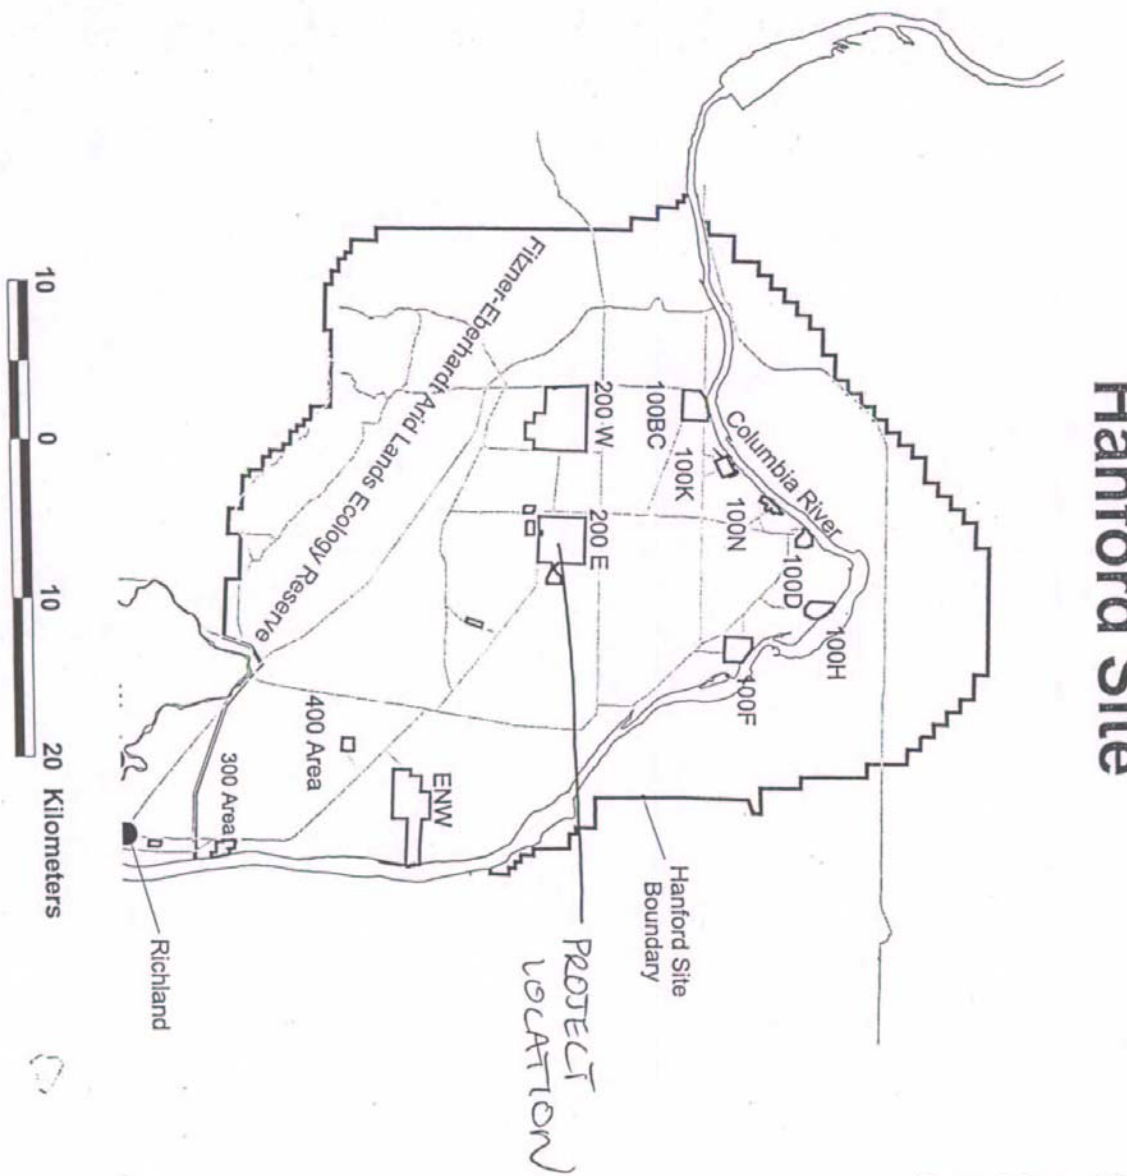 Hanford Site
Columbia River
100BC
100K
100N
100D
100H
100F
200 W
200 E
Fitzner-Eberhardt Arid Lands Ecology Reserve
400 Area
300 Area
ENW
Hanford Site
Boundary
PROJECT
LOCATION
Richland
10 0 10 20 Kilometers